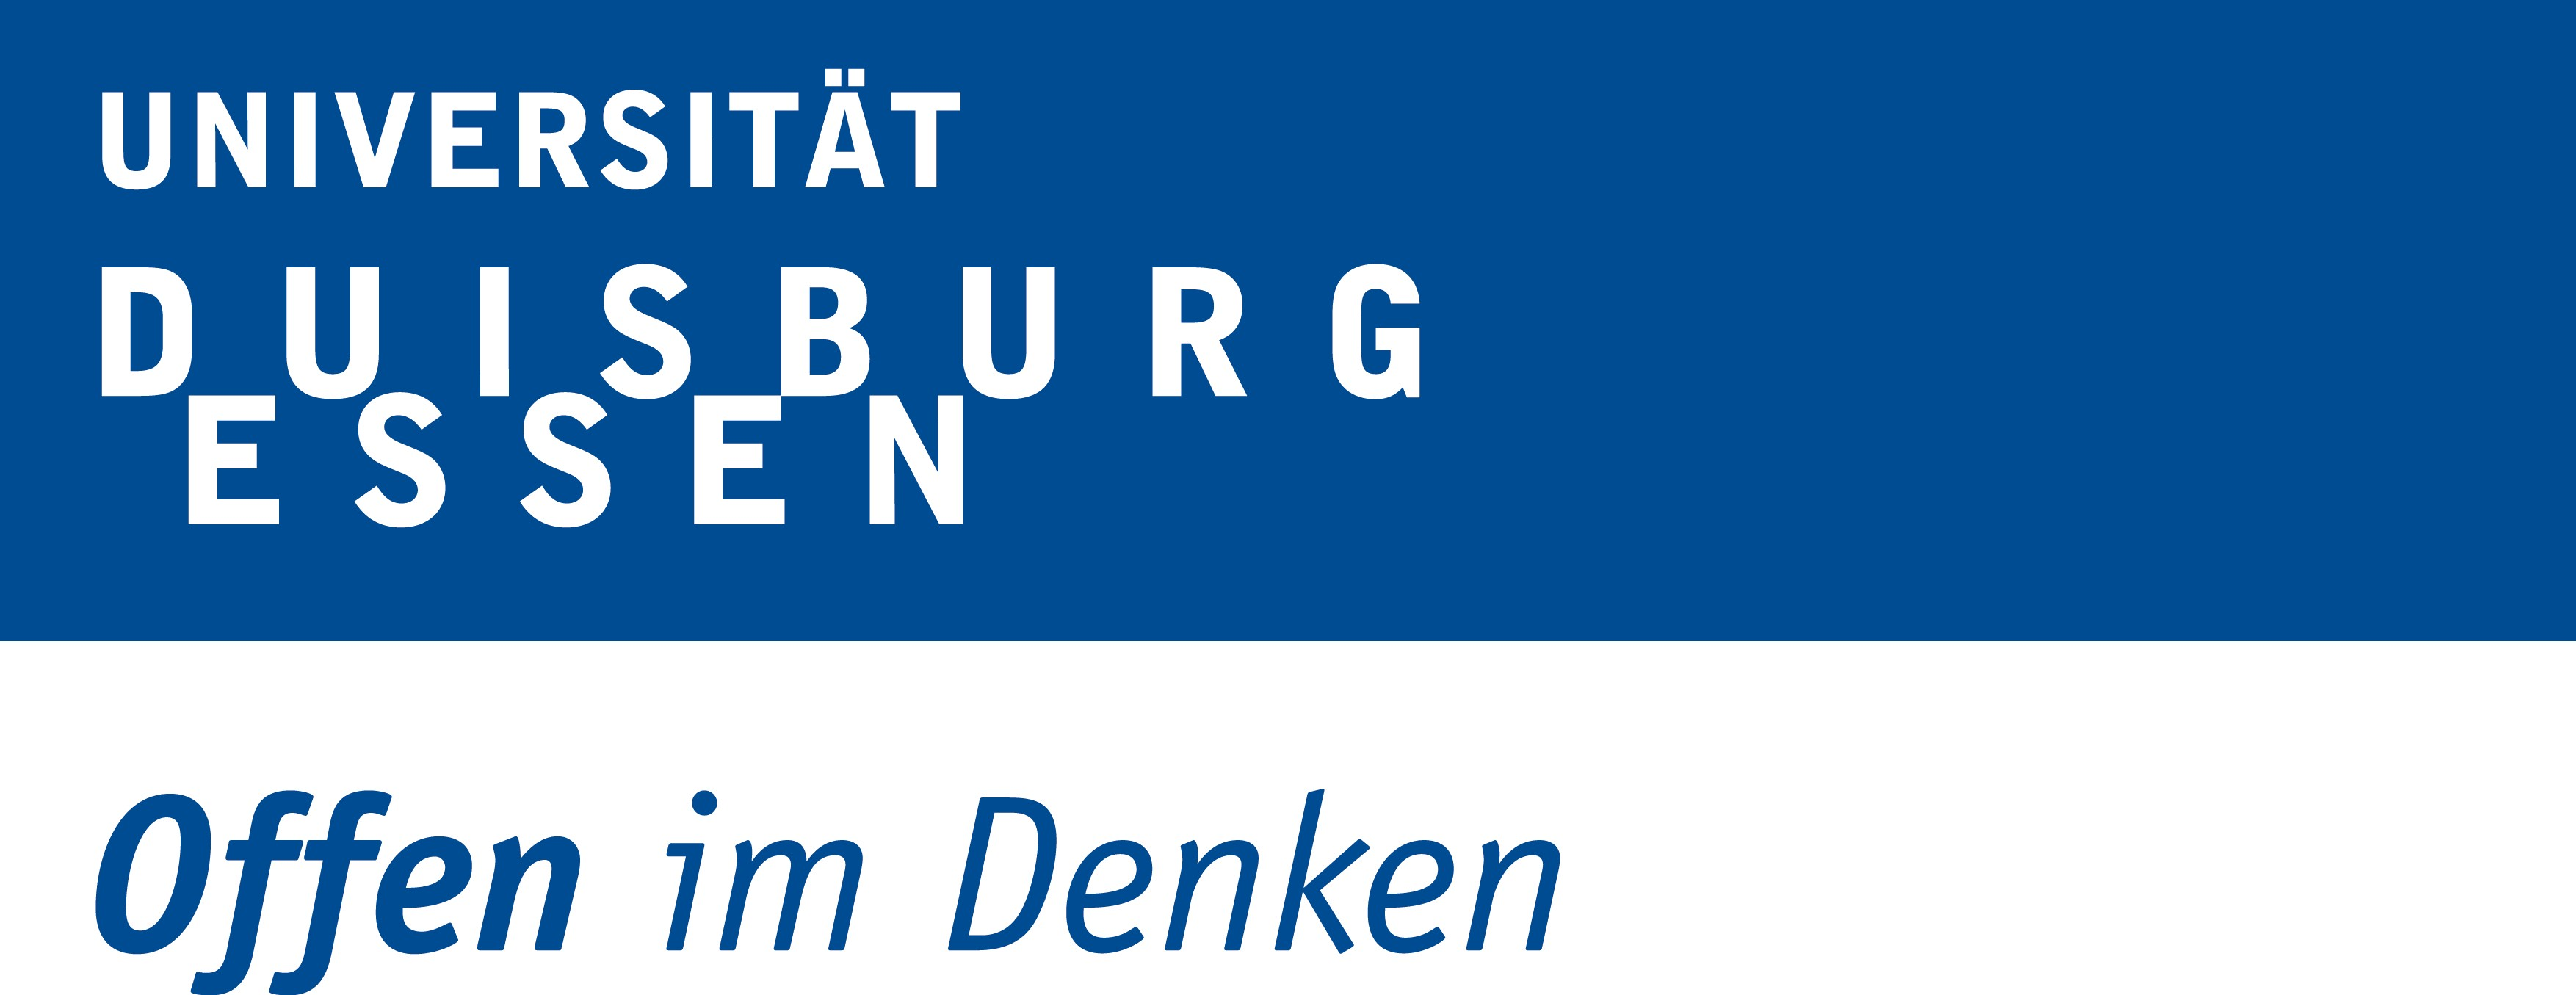 UNIVERSITÄT
DUISBURG
ESSEN
Offen im Denken